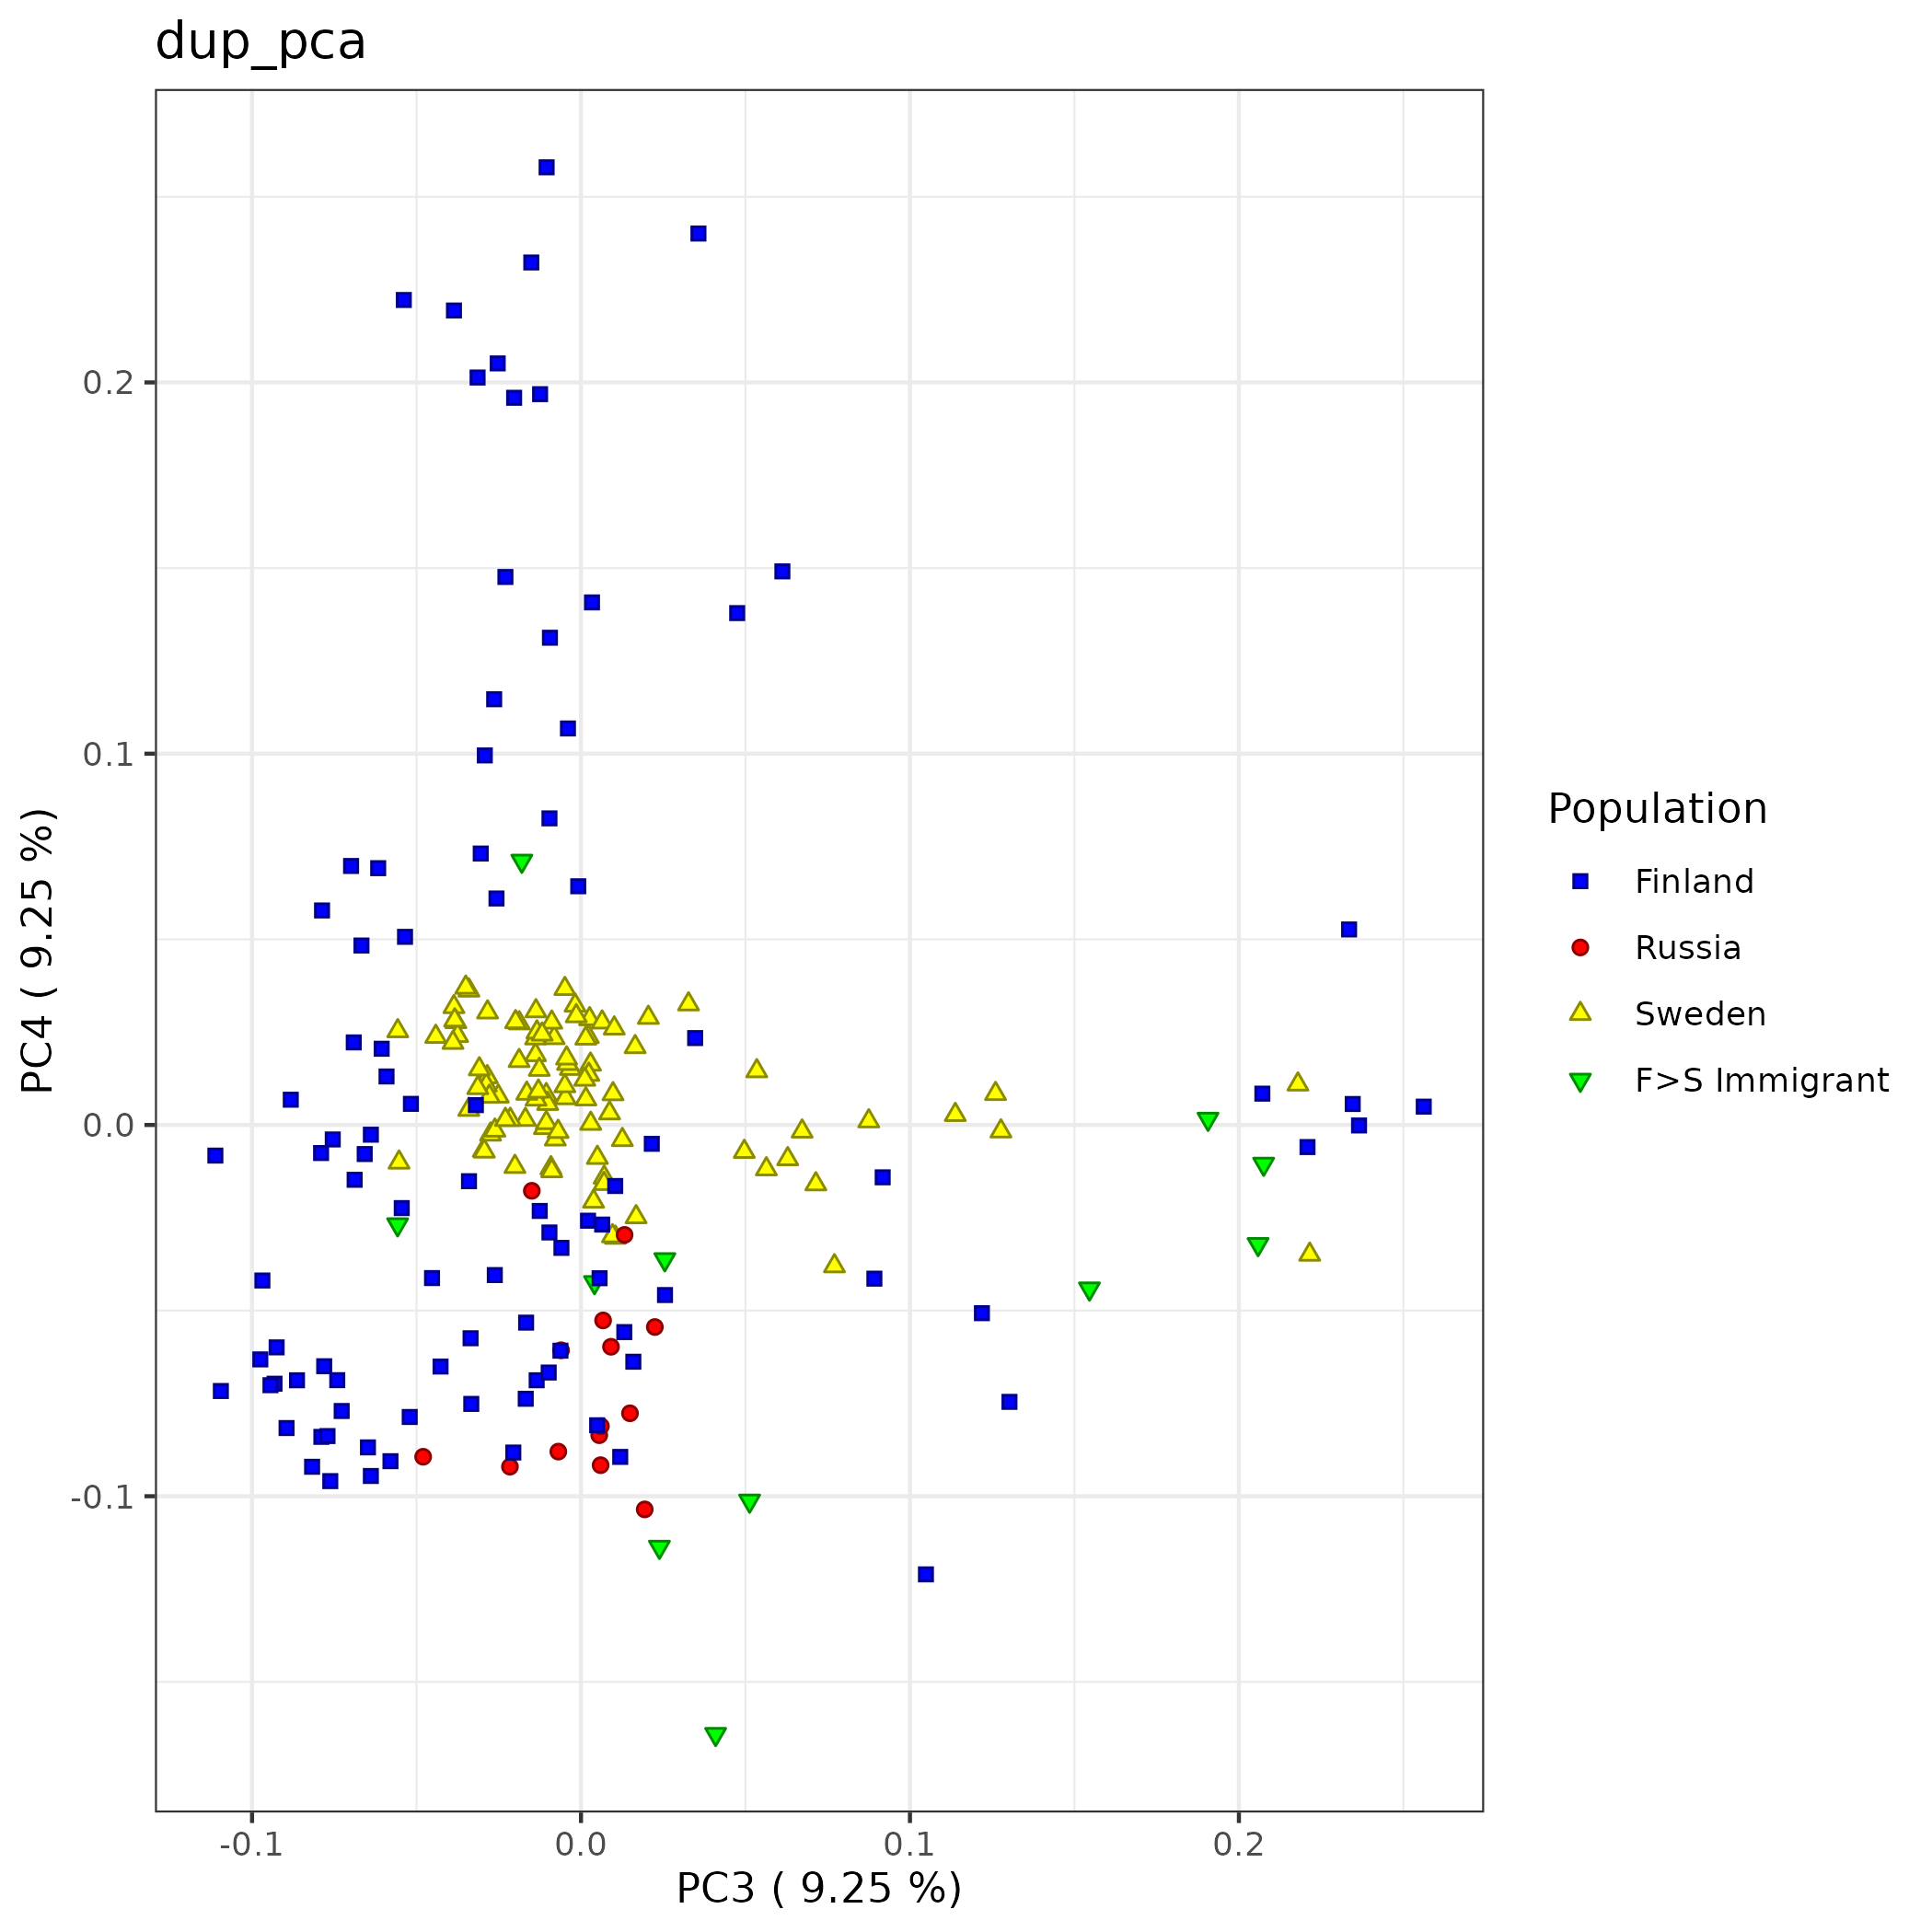 dup_pca
PC4 ( 9.25 %)
0.2
0.1
0.0
-0.1
-0.1
0.0
0.1
0.2
PC3 ( 9.25 %)
Population
Finland
Russia
Sweden
F>S Immigrant